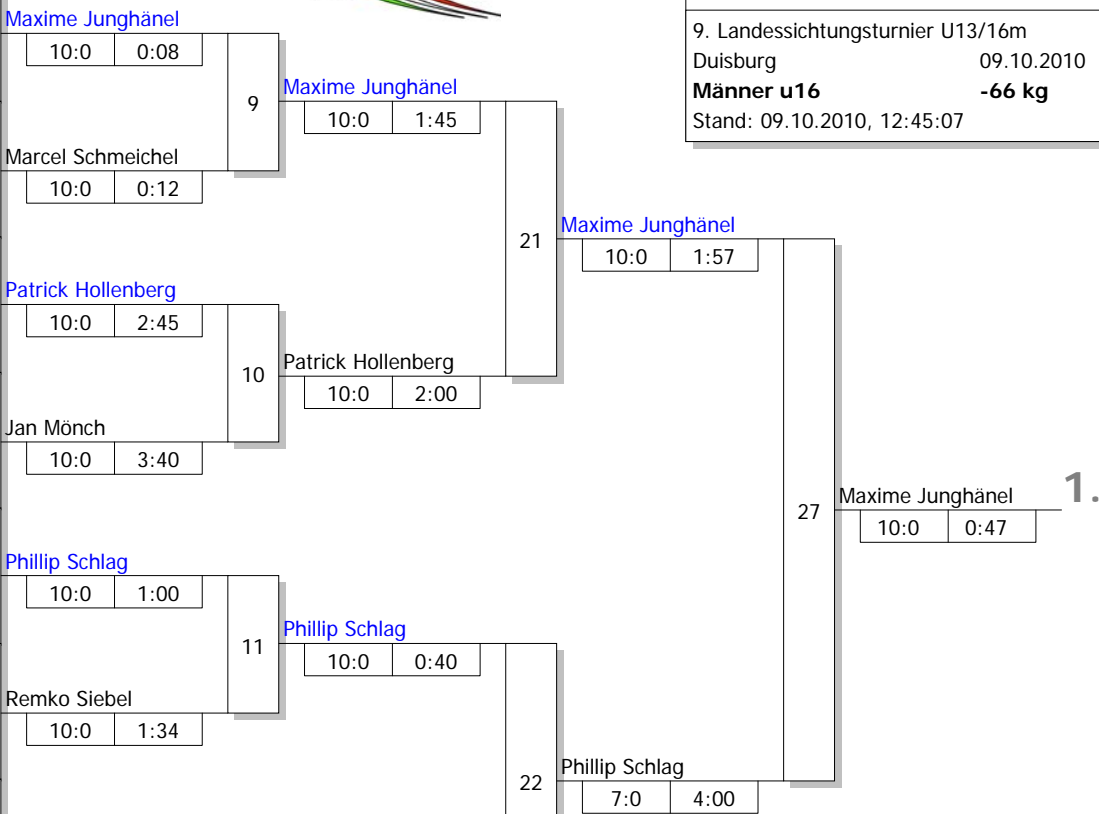 Maxime Junghänel
10:0 0:08
9. Landessichtungsturnier U13/16m
Duisburg 09.10.2010
Männer u16 -66 kg
Stand: 09.10.2010, 12:45:07
9
Maxime Junghänel
10:0 1:45
Marcel Schmeichel
10:0 0:12
21
Maxime Junghänel
10:0 1:57
Patrick Hollenberg
10:0 2:45
10
Patrick Hollenberg
10:0 2:00
Jan Mönch
10:0 3:40
27
Maxime Junghänel 1.
10:0 0:47
Phillip Schlag
10:0 1:00
11
Phillip Schlag
10:0 0:40
Remko Siebel
10:0 1:34
22
Phillip Schlag
7:0 4:00